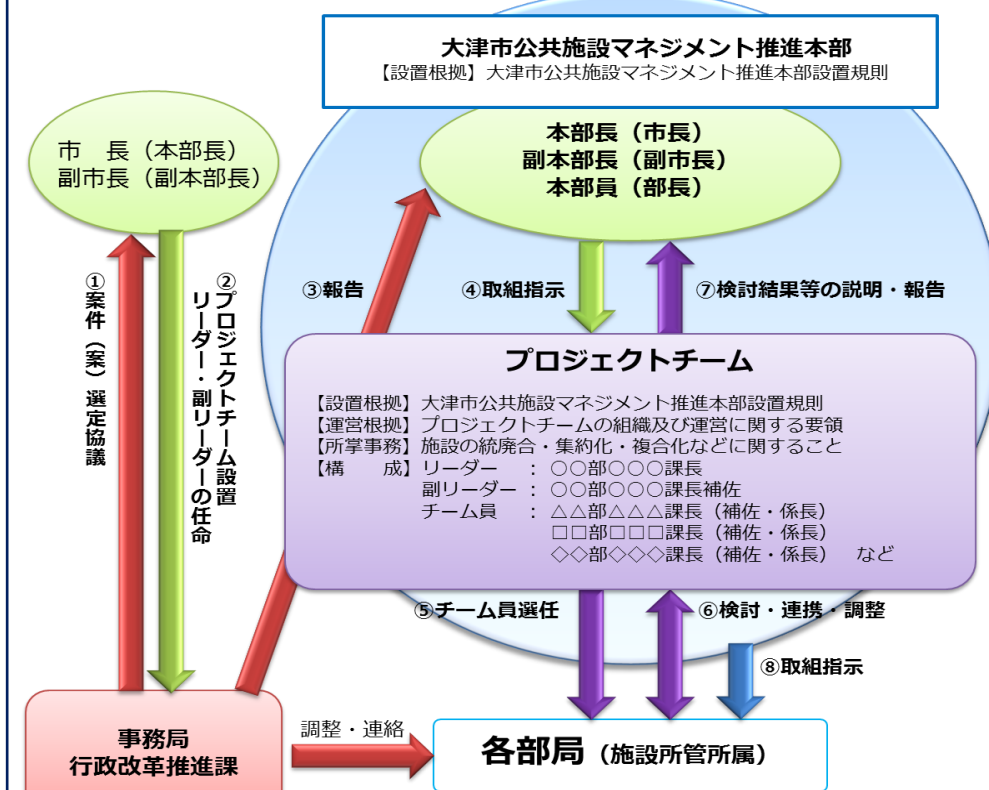 大津市公共施設マネジメント推進本部
【設置根拠】大津市公共施設マネジメント推進本部設置規則
市　長（本部長）
副市長（副本部長）
本部長（市長）
副本部長（副市長）
本部員（部長）
①案件（案）選定協議
②プロジェクトチーム設置
リーダー・副リーダーの任命
③報告
④取組指示
⑦検討結果等の説明・報告
プロジェクトチーム
【設置根拠】大津市公共施設マネジメント推進本部設置規則
【運営根拠】プロジェクトチームの組織及び運営に関する要領
【所掌事務】施設の統廃合・集約化・複合化などに関すること
【構　　成】リーダー　：　○○部○○○課長
副リーダー　：　○○部○○○課長補佐
チーム員　：　△△部△△△課長（補佐・係長）
□□部□□□課長（補佐・係長）
◇◇部◇◇◇課長（補佐・係長）　など
⑤チーム員選任
⑥検討・連携・調整
⑧取組指示
事務局
行政改革推進課
調整・連絡
各部局（施設所管所属）